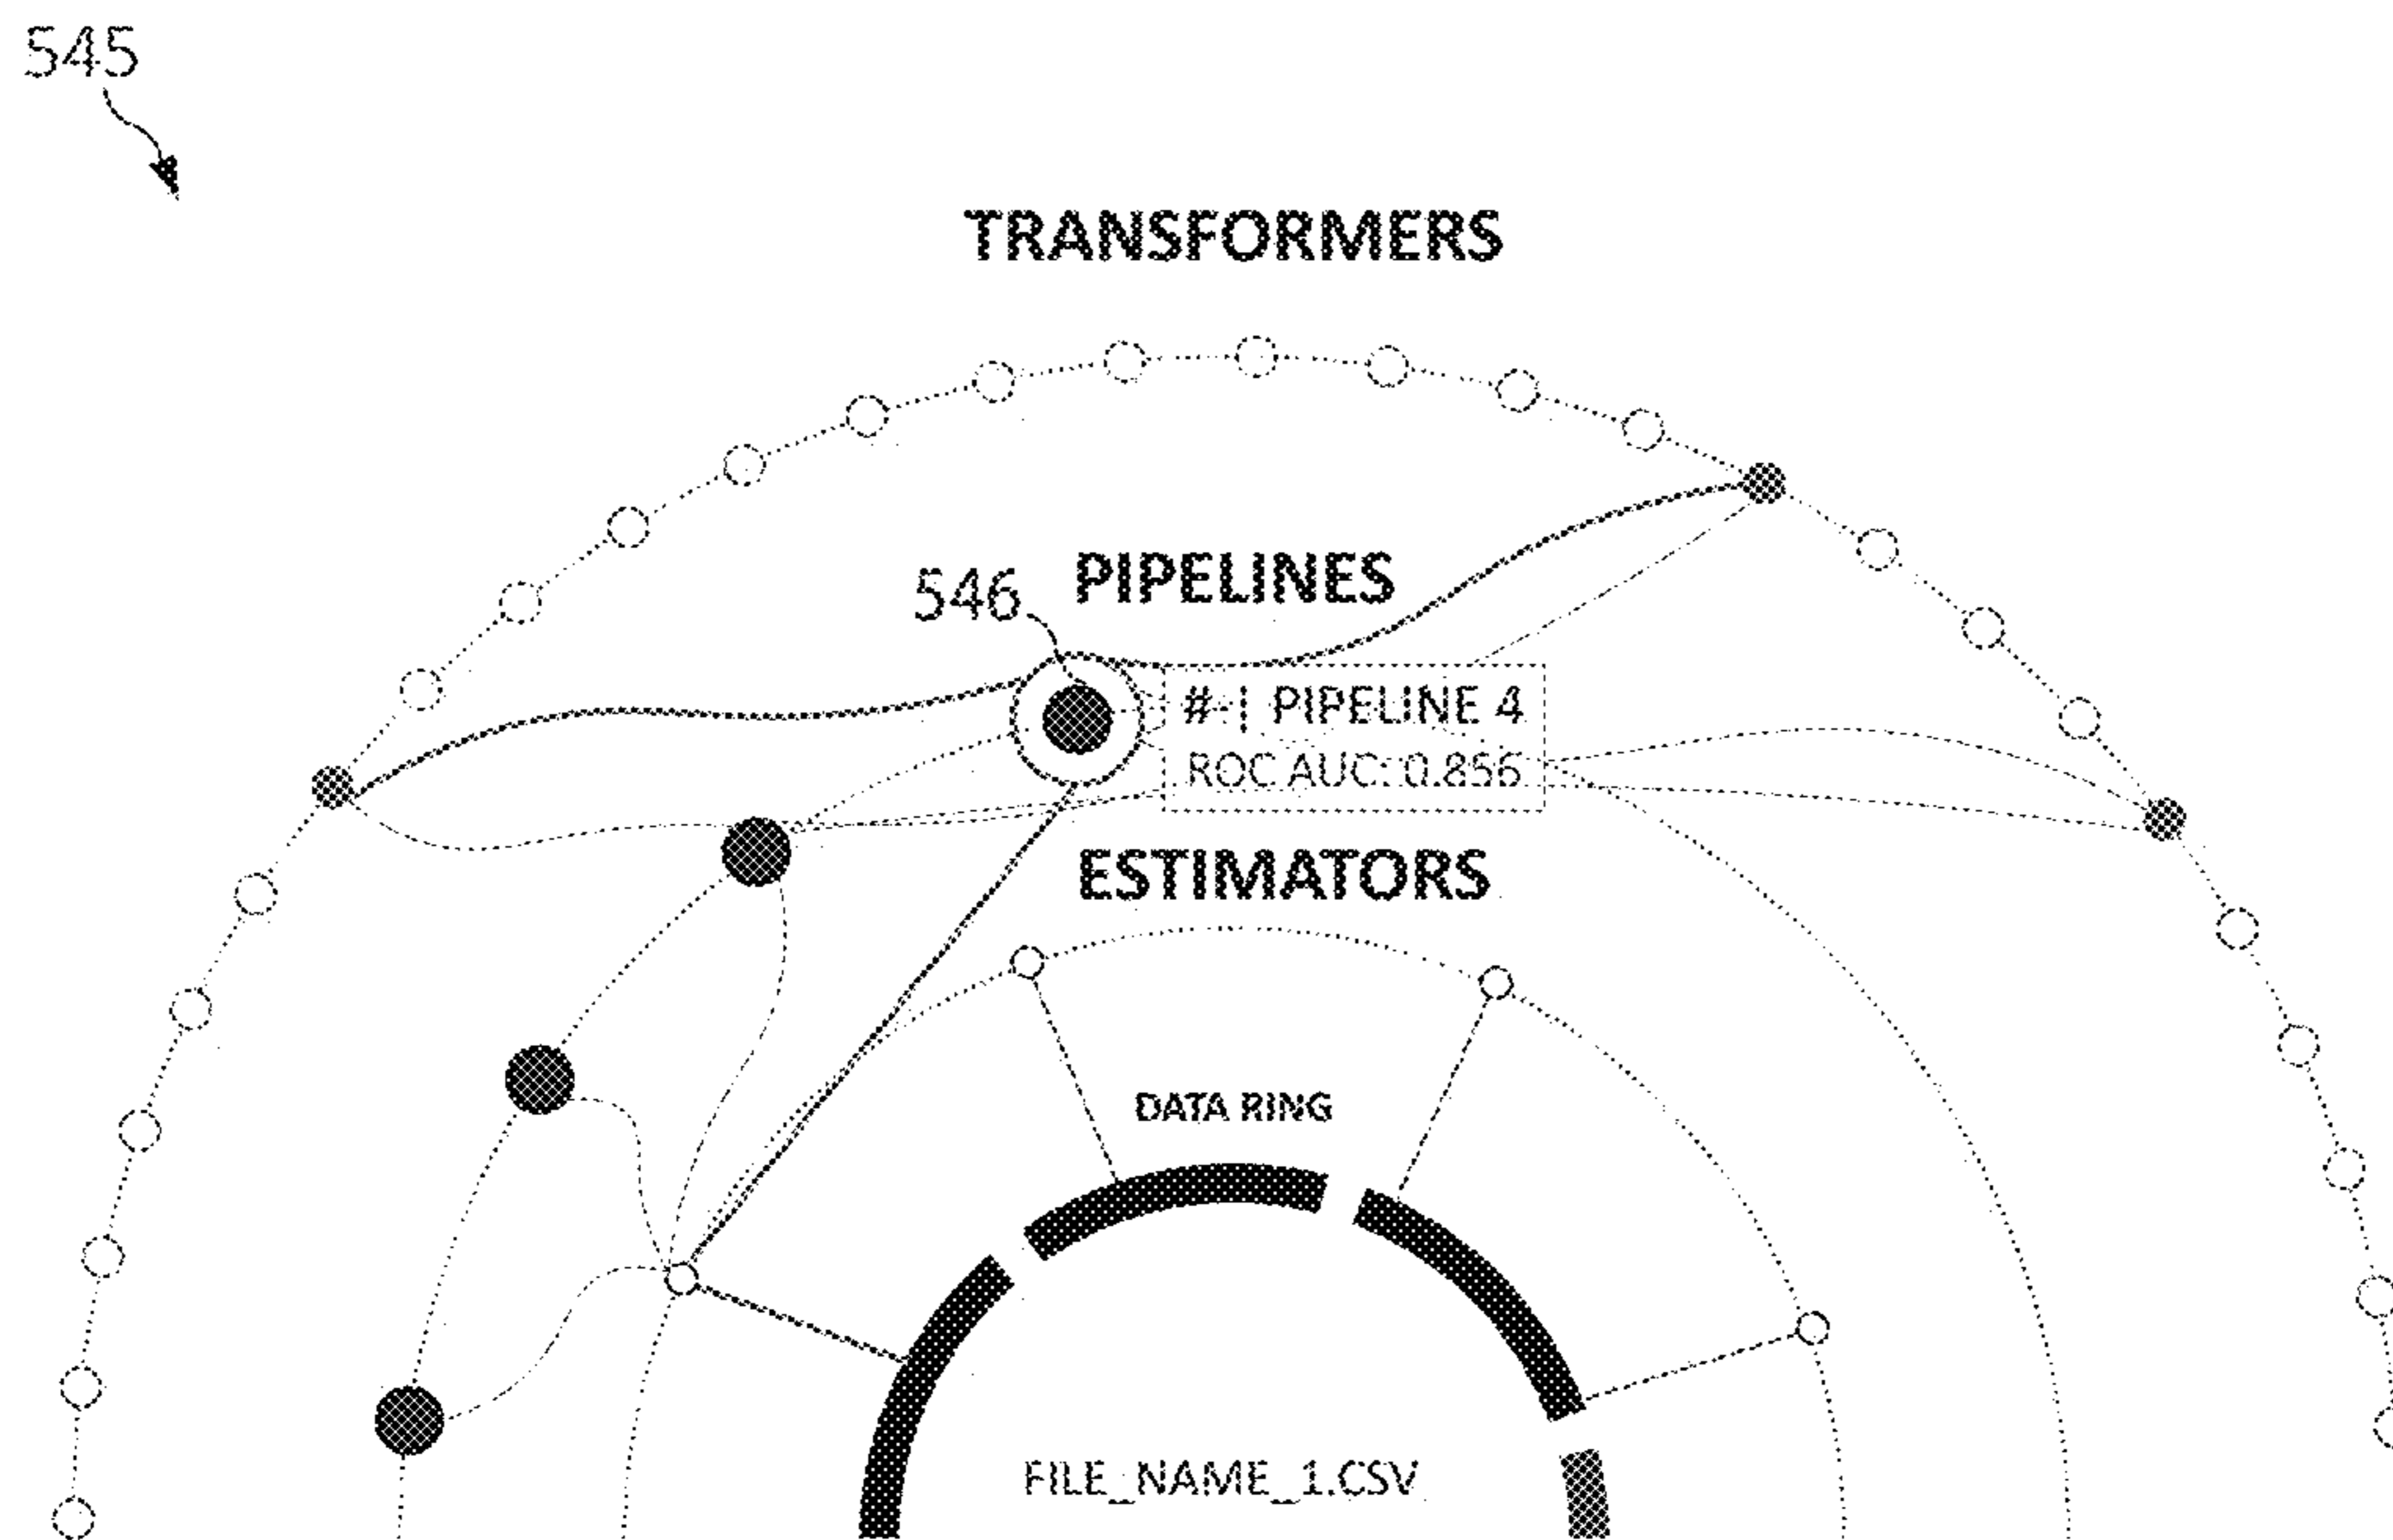 545
TRANSFORMERS
PIPELINES
546
# | PIPELINE 4
ROC AUC: 0.856
ESTIMATORS
DATA RING
FILE_NAME_1.CSV